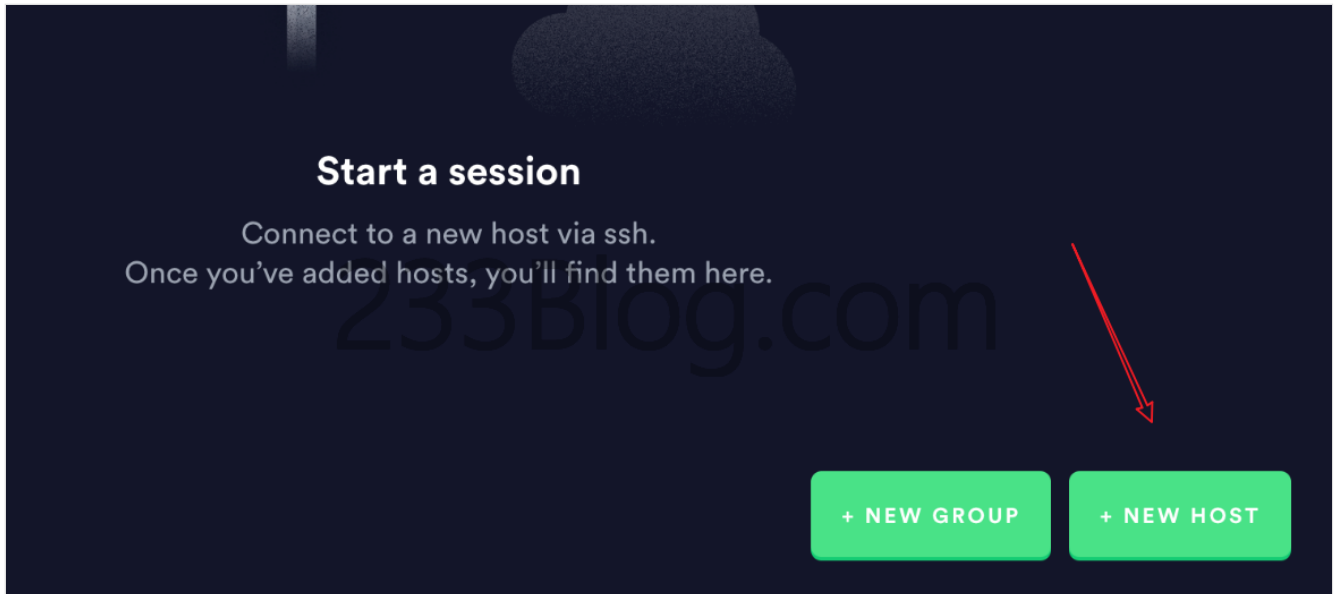 Start a session
Connect to a new host via ssh.
Once you’ve added hosts, you’ll find them here.
233Blog.com
+ NEW GROUP
+ NEW HOST